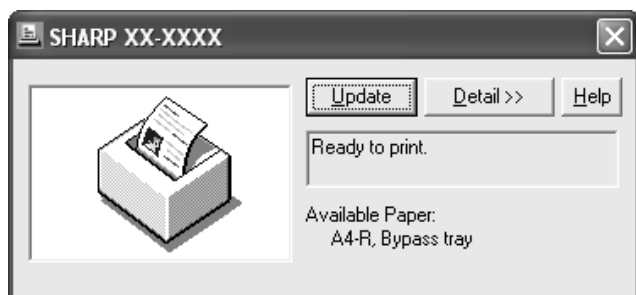 SHARP XX-XXXX
Update Detail >> Help
Ready to print.
Available Paper:
A4-R, Bypass tray